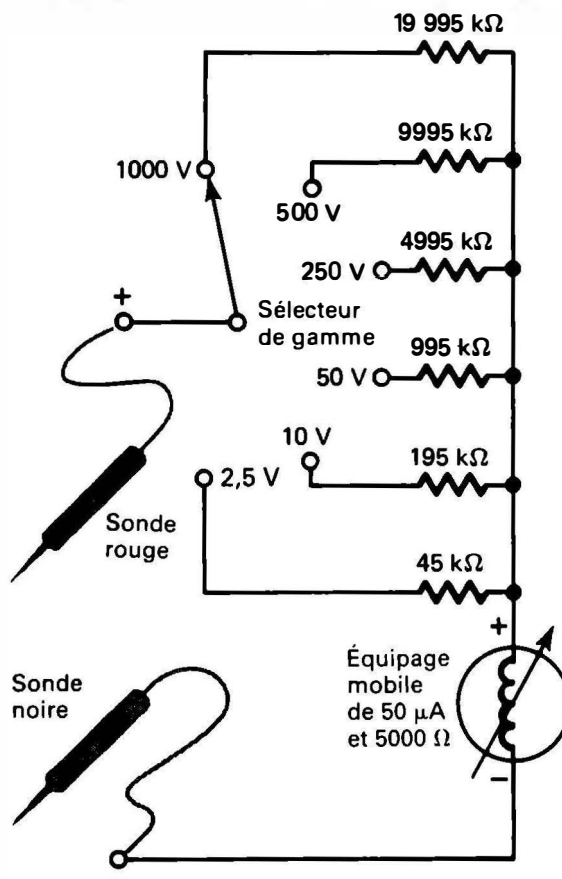 19 995 kΩ
1000 V
9995 kΩ
500 V
4995 kΩ
250 V
+
Sélecteur
de gamme
995 kΩ
50 V
10 V
195 kΩ
2,5 V
Sonde
rouge
45 kΩ
+
Équipage
mobile
de 50 μA
et 5000 Ω
Sonde
noire
−